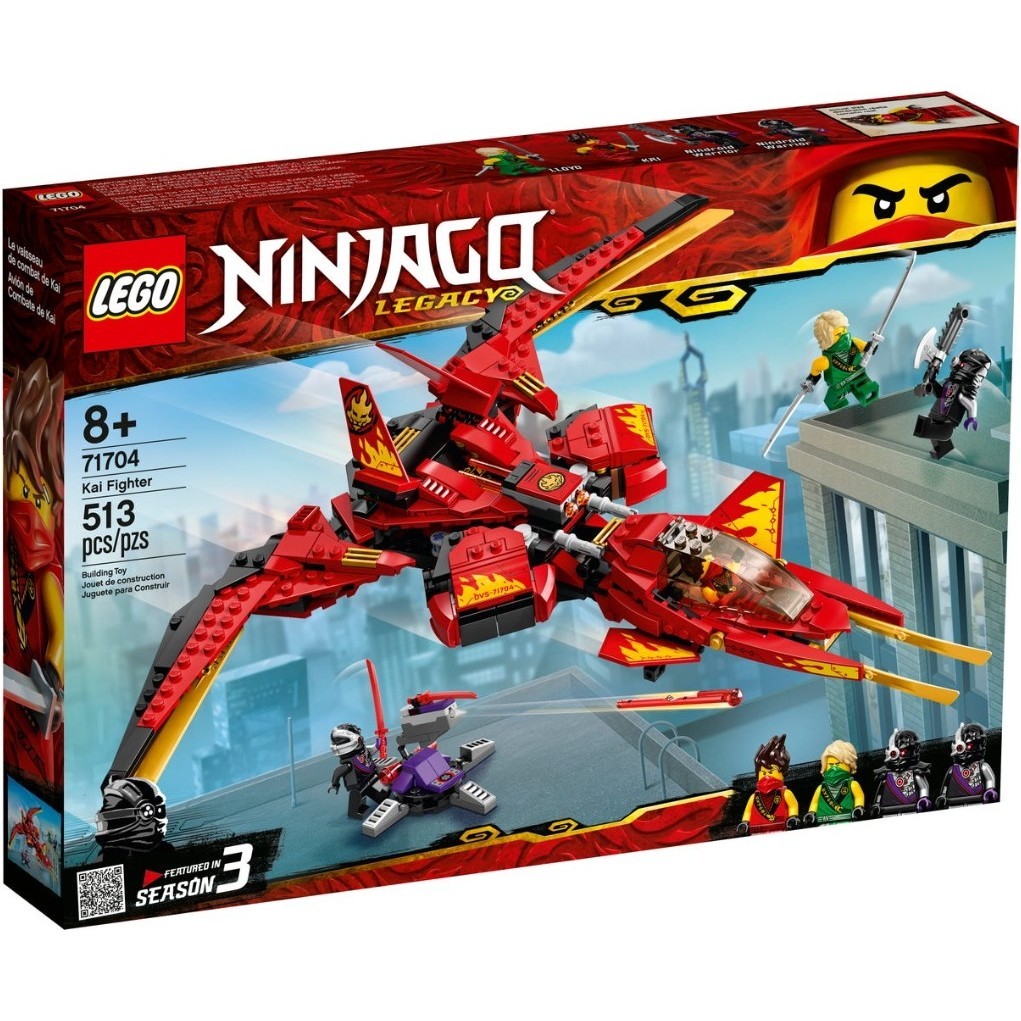 LEGO
71704
LLOYD
KAI
Nindroid
Warrior
Nindroid
Warrior
Le vaisseau
de combat de Kai
Avión de
Combate de Kai
LEGO
NINJAGO
LEGACY
8+
71704
Kai Fighter
513
pcs/pzs
Building Toy
Jouet de construction
Juguete para Construir
DVS-71704
FEATURED IN
SEASON 3